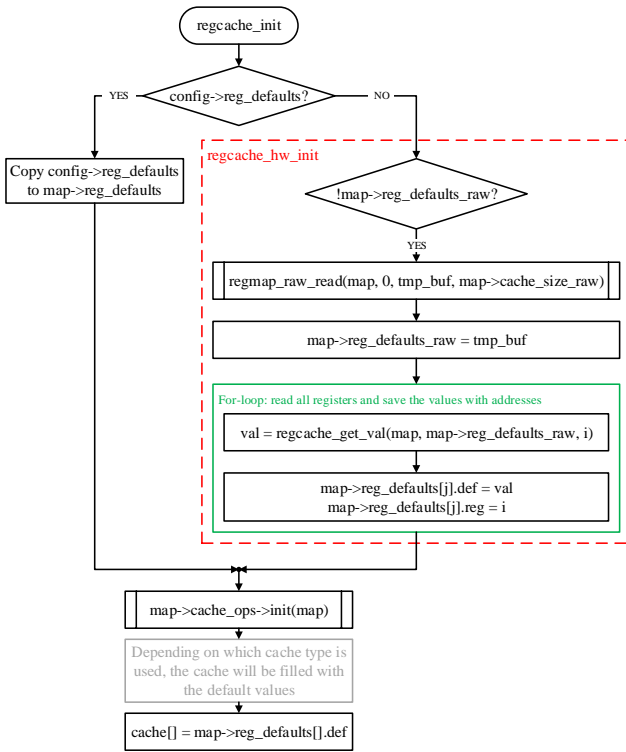 regcache_init
config->reg_defaults?
YES
NO
Copy config->reg_defaults
to map->reg_defaults
regcache_hw_init
!map->reg_defaults_raw?
YES
regmap_raw_read(map, 0, tmp_buf, map->cache_size_raw)
map->reg_defaults_raw = tmp_buf
For-loop: read all registers and save the values with addresses
val = regcache_get_val(map, map->reg_defaults_raw, i)
map->reg_defaults[j].def = val
map->reg_defaults[j].reg = i
map->cache_ops->init(map)
Depending on which cache type is
used, the cache will be filled with
the default values
cache[] = map->reg_defaults[].def